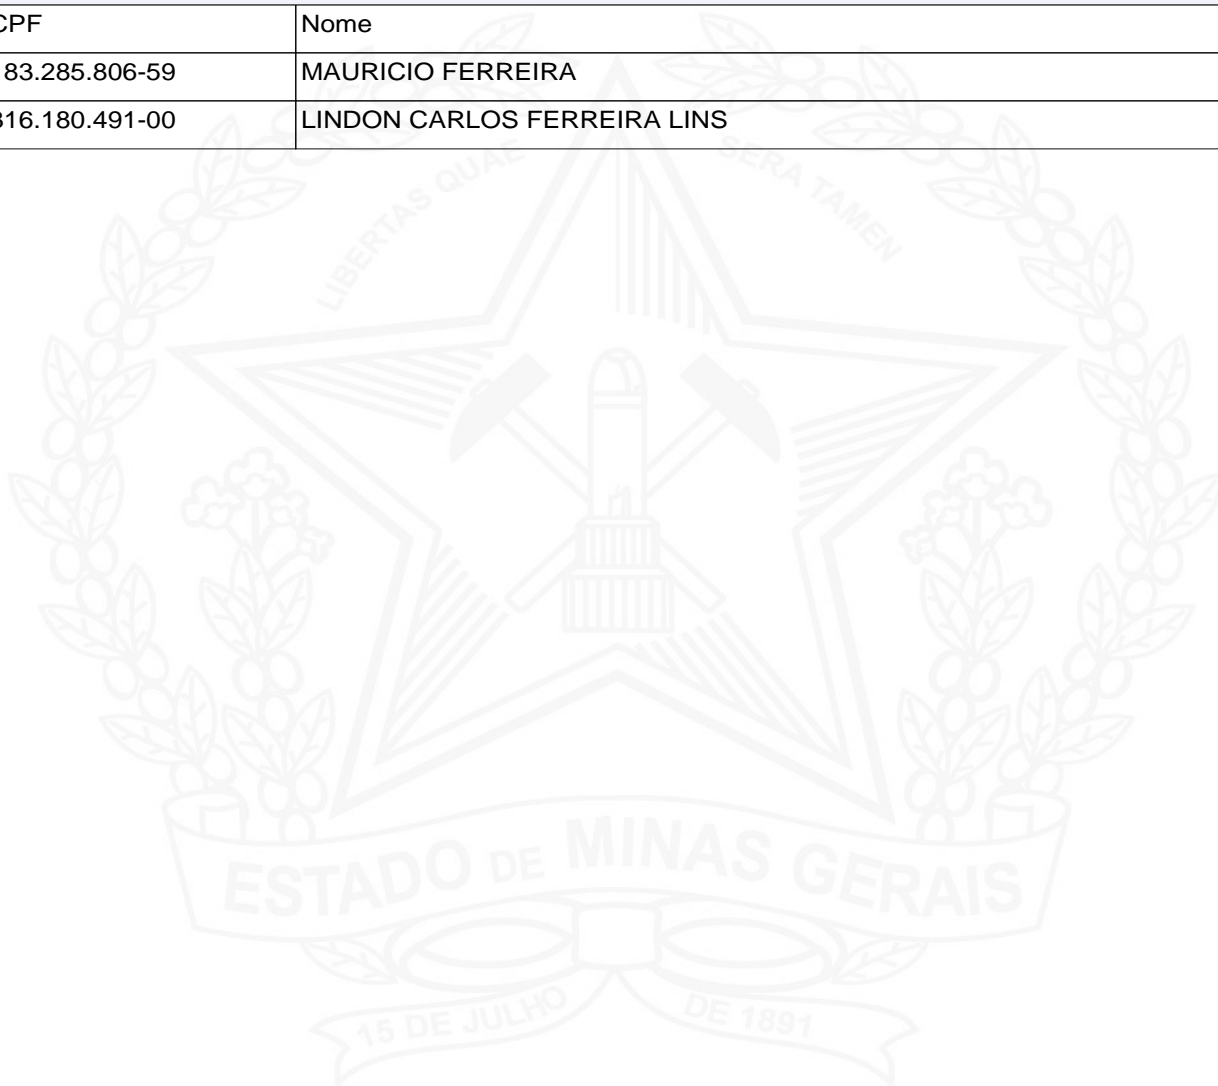 CPF Nome
83.285.806-59 MAURICIO FERREIRA
316.180.491-00 LINDON CARLOS FERREIRA LINS
LIBERTAS QUAE SERA TAMEN
ESTADO DE MINAS GERAIS
15 DE JULHO DE 1891